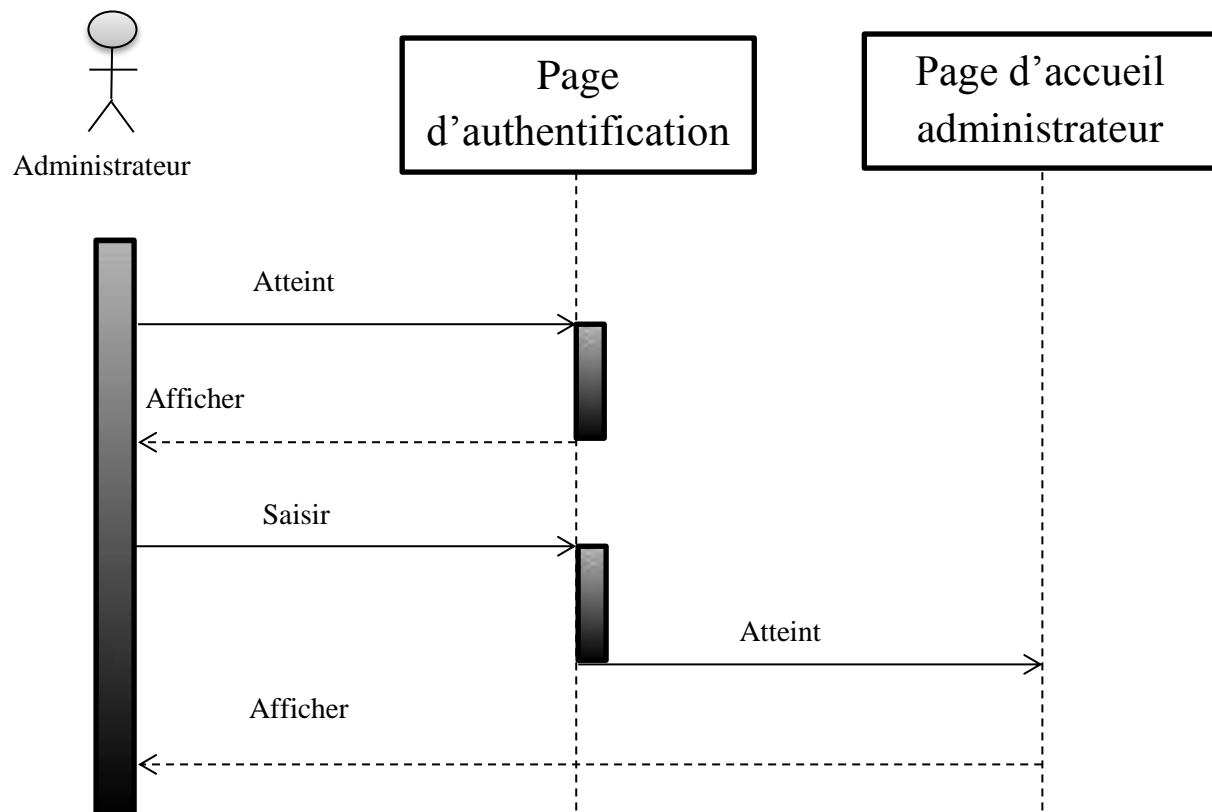 Administrateur
Page
d’authentification
Page d’accueil
administrateur
Atteint
Afficher
Saisir
Atteint
Afficher